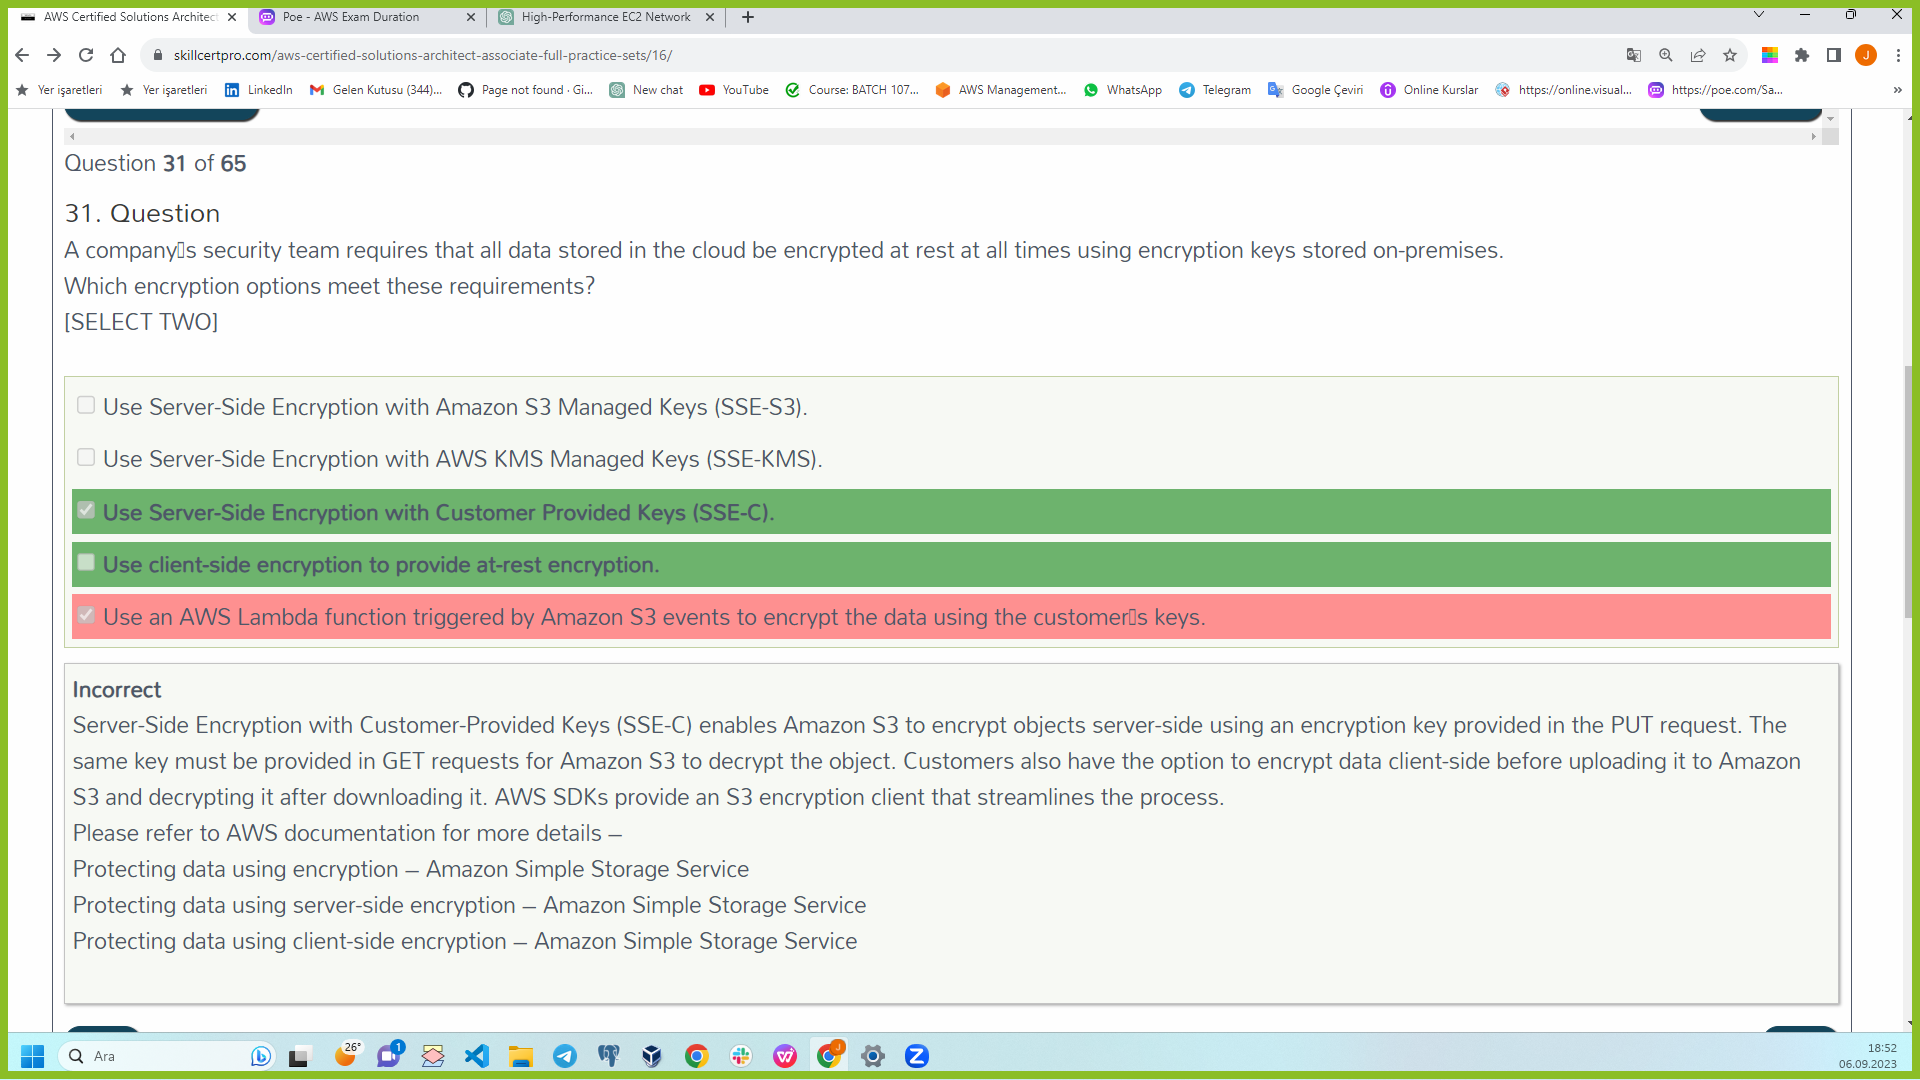 AWS Certified Solutions Architect
Poe - AWS Exam Duration
High-Performance EC2 Network
skillcertpro.com/aws-certified-solutions-architect-associate-full-practice-sets/16/
J
Yer işaretleri
Yer işaretleri
LinkedIn
Gelen Kutusu (344)...
Page not found · Gi...
New chat
YouTube
Course: BATCH 107...
AWS Management...
WhatsApp
Telegram
Google Çeviri
Online Kurslar
https://online.visual...
https://poe.com/Sa...
»
Question 31 of 65
31. Question
A company▯s security team requires that all data stored in the cloud be encrypted at rest at all times using encryption keys stored on-premises.
Which encryption options meet these requirements?
[SELECT TWO]
Use Server-Side Encryption with Amazon S3 Managed Keys (SSE-S3).
Use Server-Side Encryption with AWS KMS Managed Keys (SSE-KMS).
Use Server-Side Encryption with Customer Provided Keys (SSE-C).
Use client-side encryption to provide at-rest encryption.
Use an AWS Lambda function triggered by Amazon S3 events to encrypt the data using the customer▯s keys.
Incorrect
Server-Side Encryption with Customer-Provided Keys (SSE-C) enables Amazon S3 to encrypt objects server-side using an encryption key provided in the PUT request. The
same key must be provided in GET requests for Amazon S3 to decrypt the object. Customers also have the option to encrypt data client-side before uploading it to Amazon
S3 and decrypting it after downloading it. AWS SDKs provide an S3 encryption client that streamlines the process.
Please refer to AWS documentation for more details –
Protecting data using encryption – Amazon Simple Storage Service
Protecting data using server-side encryption – Amazon Simple Storage Service
Protecting data using client-side encryption – Amazon Simple Storage Service
Ara
26°
1
J
18:52
06.09.2023